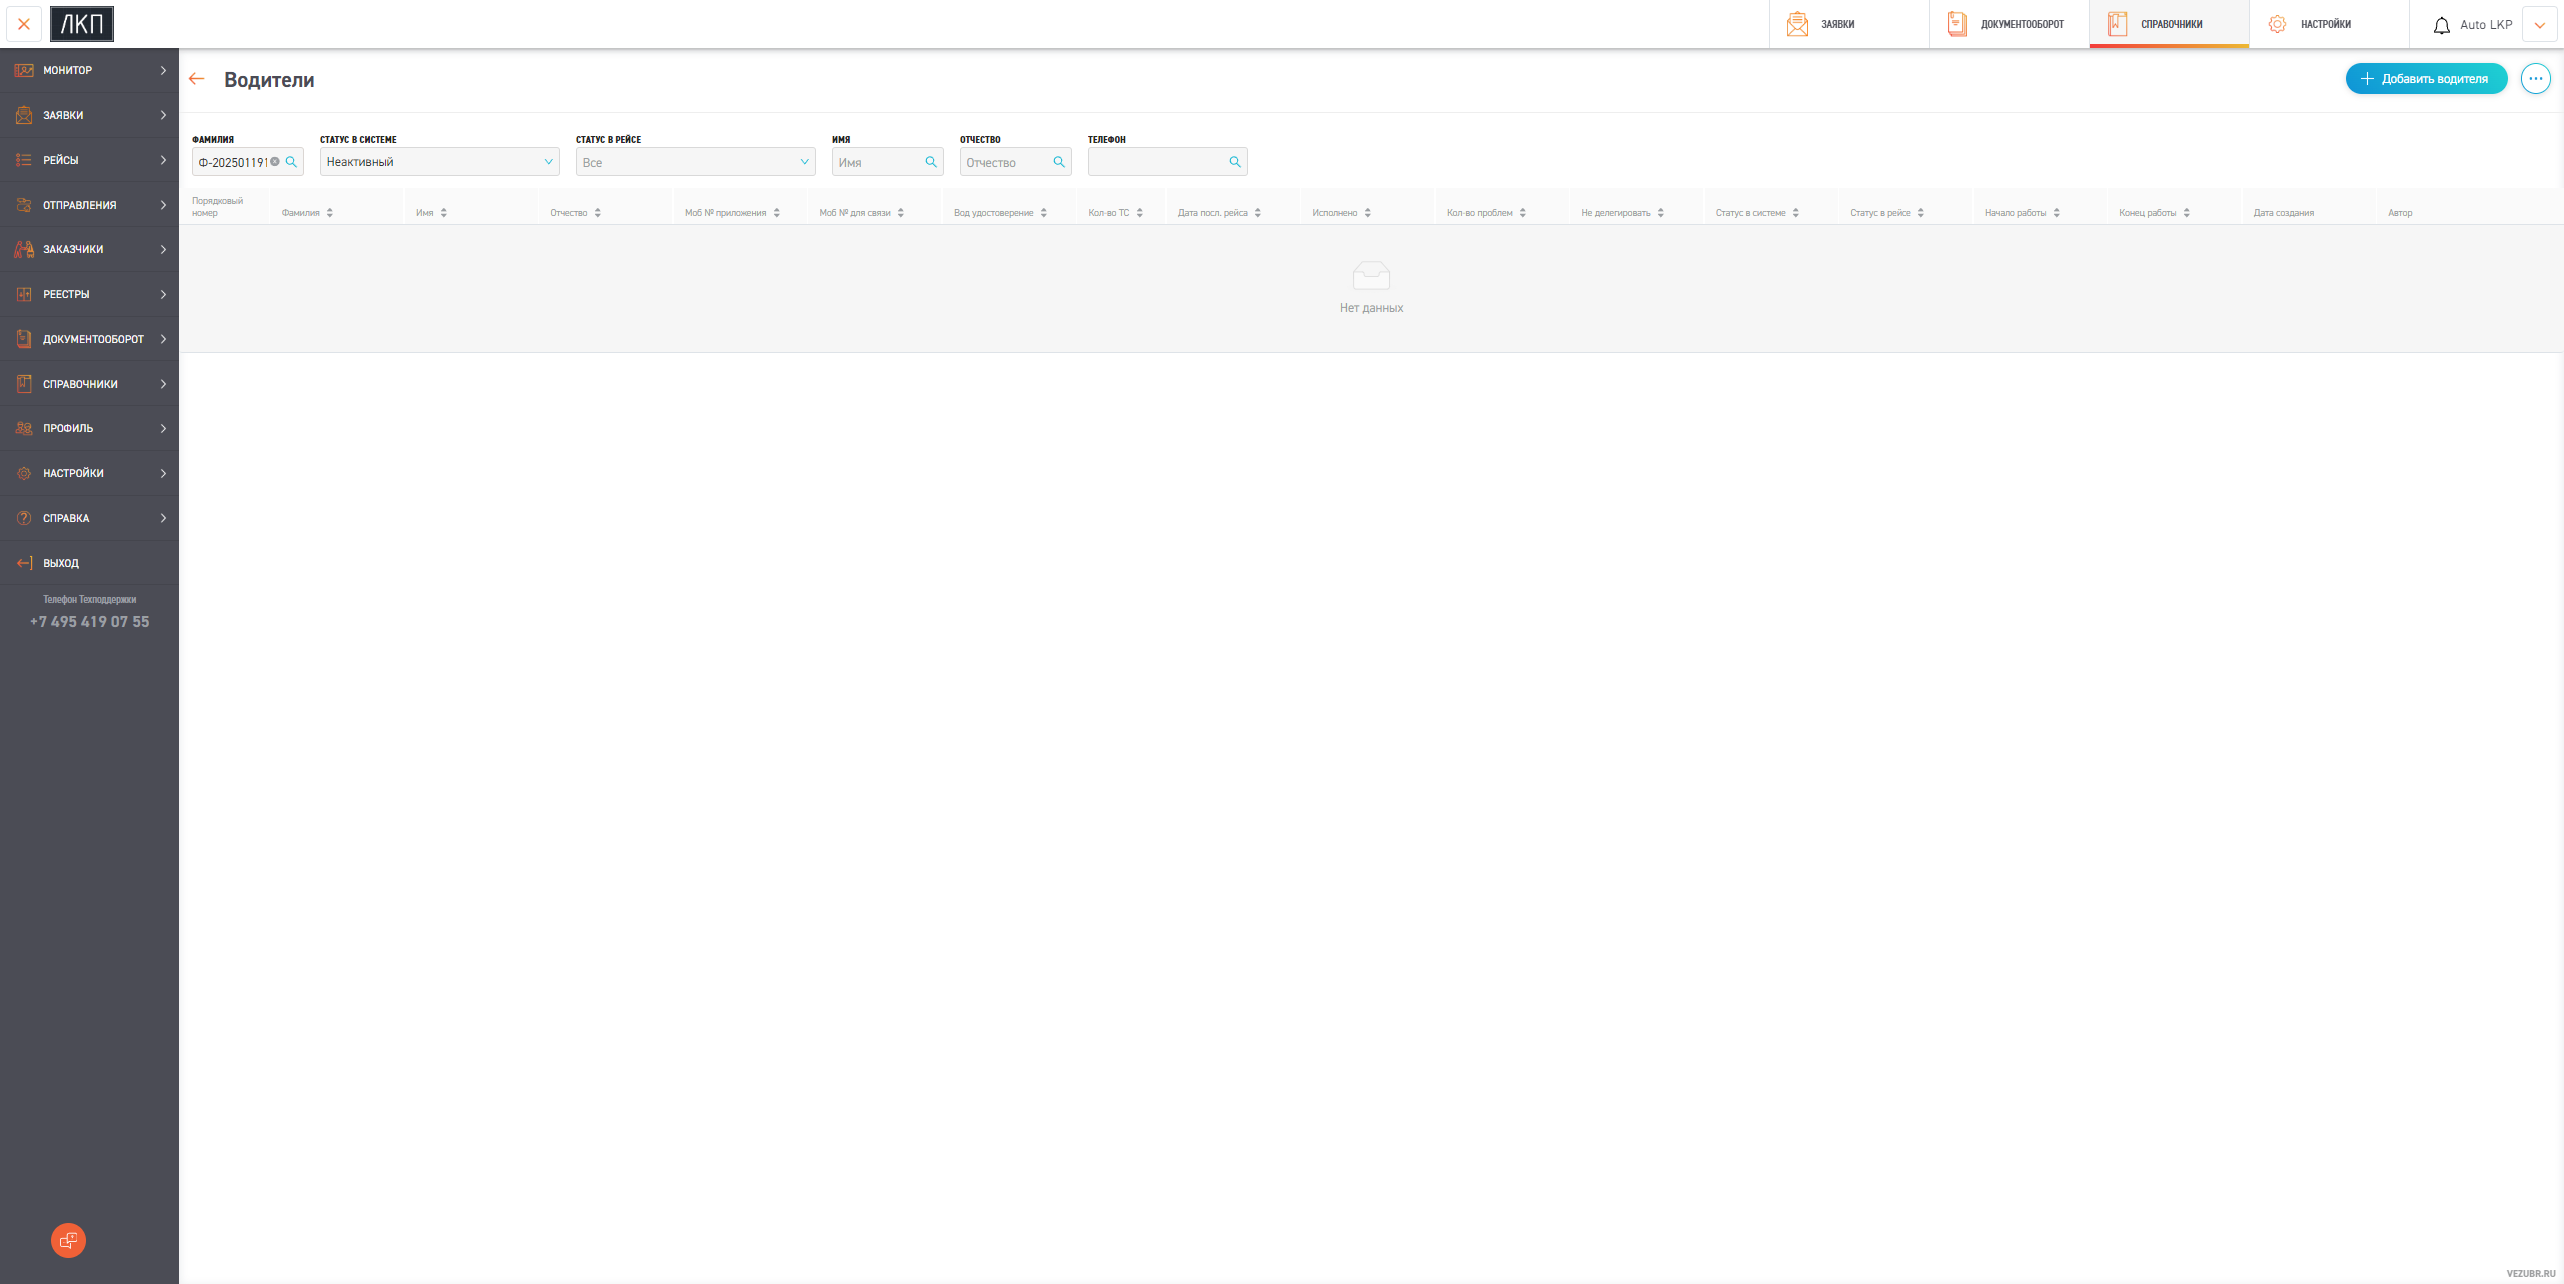 ЛКП
ЗАЯВКИ
ДОКУМЕНТООБОРОТ
СПРАВОЧНИКИ
НАСТРОЙКИ
Auto LKP
МОНИТОР
ЗАЯВКИ
РЕЙСЫ
ОТПРАВЛЕНИЯ
ЗАКАЗЧИКИ
РЕЕСТРЫ
ДОКУМЕНТООБОРОТ
СПРАВОЧНИКИ
ПРОФИЛЬ
НАСТРОЙКИ
СПРАВКА
ВЫХОД
Телефон Техподдержки
+7 495 419 07 55
Водители
Добавить водителя
ФАМИЛИЯ СТАТУС В СИСТЕМЕ СТАТУС В РЕЙСЕ ИМЯ ОТЧЕСТВО ТЕЛЕФОН
Ф-202501191 Неактивный Все Имя Отчество
Порядковый номер Фамилия Имя Отчество Моб № приложения Моб № для связи Вод удостоверение Кол-во ТС Дата посл. рейса Исполнено Кол-во проблем Не делегировать Статус в системе Статус в рейсе Начало работы Конец работы Дата создания Автор
Нет данных
VEZUBR.RU